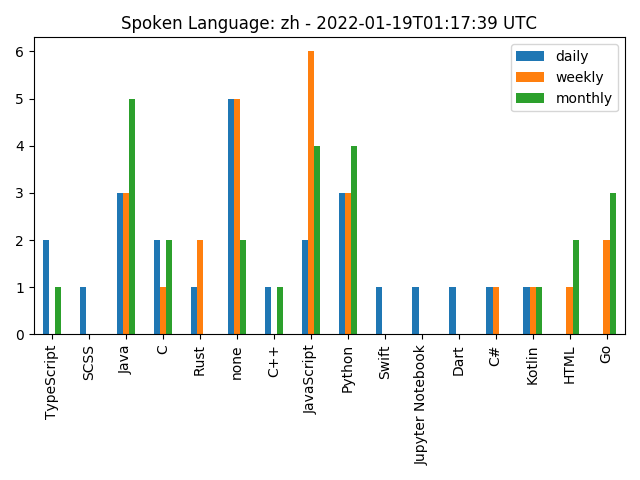 Spoken Language: zh - 2022-01-19T01:17:39 UTC
daily
weekly
monthly
6
5
4
3
2
1
0
TypeScript
SCSS
Java
C
Rust
none
C++
JavaScript
Python
Swift
Jupyter Notebook
Dart
C#
Kotlin
HTML
Go